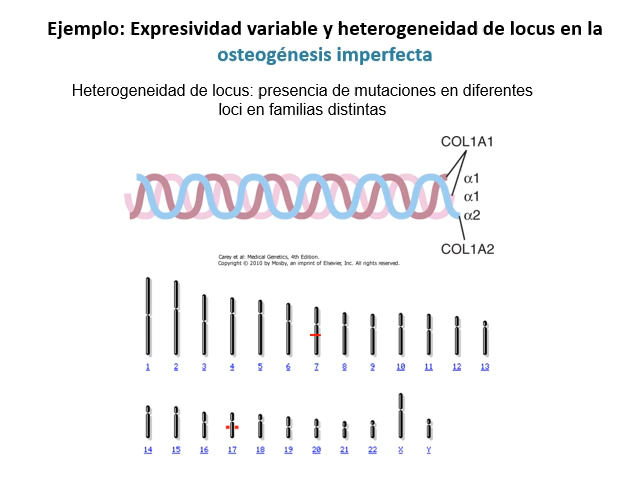 Ejemplo: Expresividad variable y heterogeneidad de locus en la
osteogénesis imperfecta
Heterogeneidad de locus: presencia de mutaciones en diferentes
loci en familias distintas
COL1A1
α1
α1
α2
COL1A2
Carey et al: Medical Genetics, 4th Edition.
Copyright © 2010 by Mosby, an imprint of Elsevier, Inc. All rights reserved.
1 2 3 4 5 6 7 8 9 10 11 12 13
14 15 16 17 18 19 20 21 22 X Y